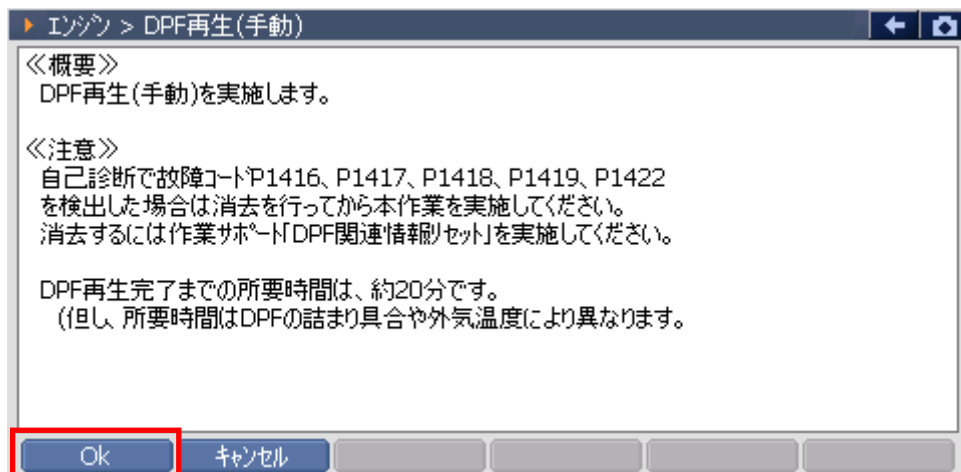 ｴﾝｼﾞﾝ > DPF再生(手動)
≪概要≫
DPF再生(手動)を実施します。
≪注意≫
自己診断で故障ｺｰﾄﾞP1416、P1417、P1418、P1419、P1422
を検出した場合は消去を行ってから本作業を実施してください。
消去するには作業ｻﾎﾟｰﾄ｢DPF関連情報ﾘｾｯﾄ｣を実施してください。
DPF再生完了までの所要時間は、約20分です。
(但し、所要時間はDPFの詰まり具合や外気温度により異なります。
Ok ｷｬﾝｾﾙ